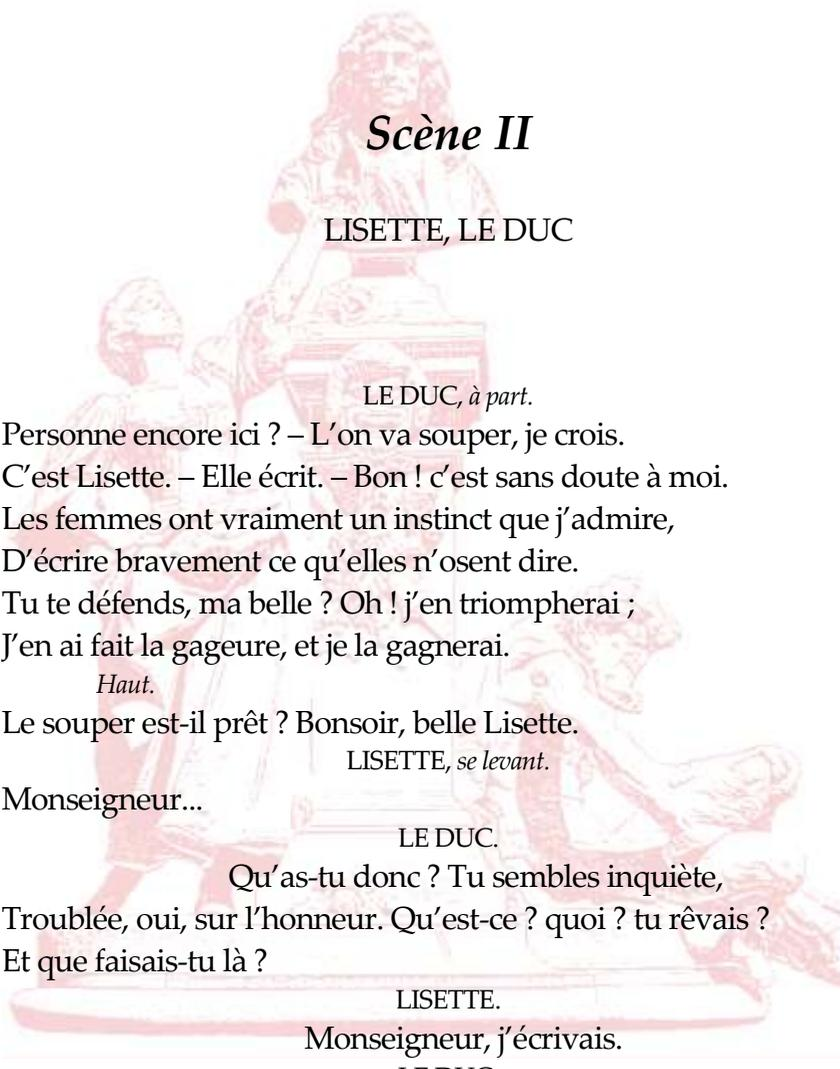 Scène II
LISETTE, LE DUC
LE DUC, à part.
Personne encore ici ? – L’on va souper, je crois.
C’est Lisette. – Elle écrit. – Bon ! c’est sans doute à moi.
Les femmes ont vraiment un instinct que j’admire,
D’écrire bravement ce qu’elles n’osent dire.
Tu te défends, ma belle ? Oh ! j’en triompherai ;
J’en ai fait la gageure, et je la gagnerai.
Haut.
Le souper est-il prêt ? Bonsoir, belle Lisette.
LISETTE, se levant.
Monseigneur...
LE DUC.
Qu’as-tu donc ? Tu sembles inquiète,
Troublée, oui, sur l’honneur. Qu’est-ce ? quoi ? tu rêvais ?
Et que faisais-tu là ?
LISETTE.
Monseigneur, j’écrivais.